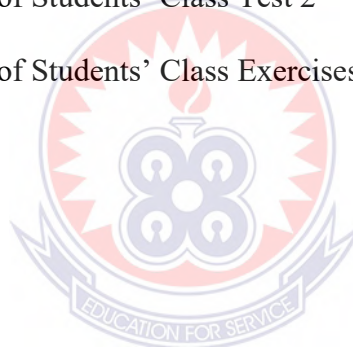 of Students’ Class Test 2
of Students’ Class Exercises
EDUCATION FOR SERVICE